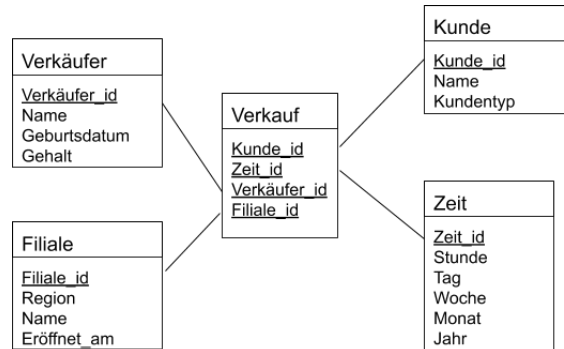 Verkäufer
Verkäufer_id
Name
Geburtsdatum
Gehalt
Filiale
Filiale_id
Region
Name
Eröffnet_am
Verkauf
Kunde_id
Zeit_id
Verkäufer_id
Filiale_id
Kunde
Kunde_id
Name
Kundentyp
Zeit
Zeit_id
Stunde
Tag
Woche
Monat
Jahr